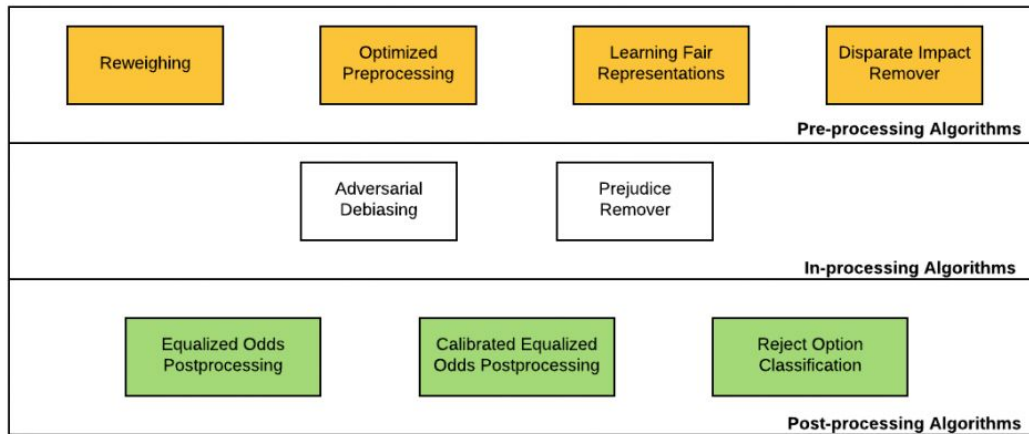 Reweighing
Optimized
Preprocessing
Learning Fair
Representations
Disparate Impact
Remover
Pre-processing Algorithms
Adversarial
Debiasing
Prejudice
Remover
In-processing Algorithms
Equalized Odds
Postprocessing
Calibrated Equalized
Odds Postprocessing
Reject Option
Classification
Post-processing Algorithms